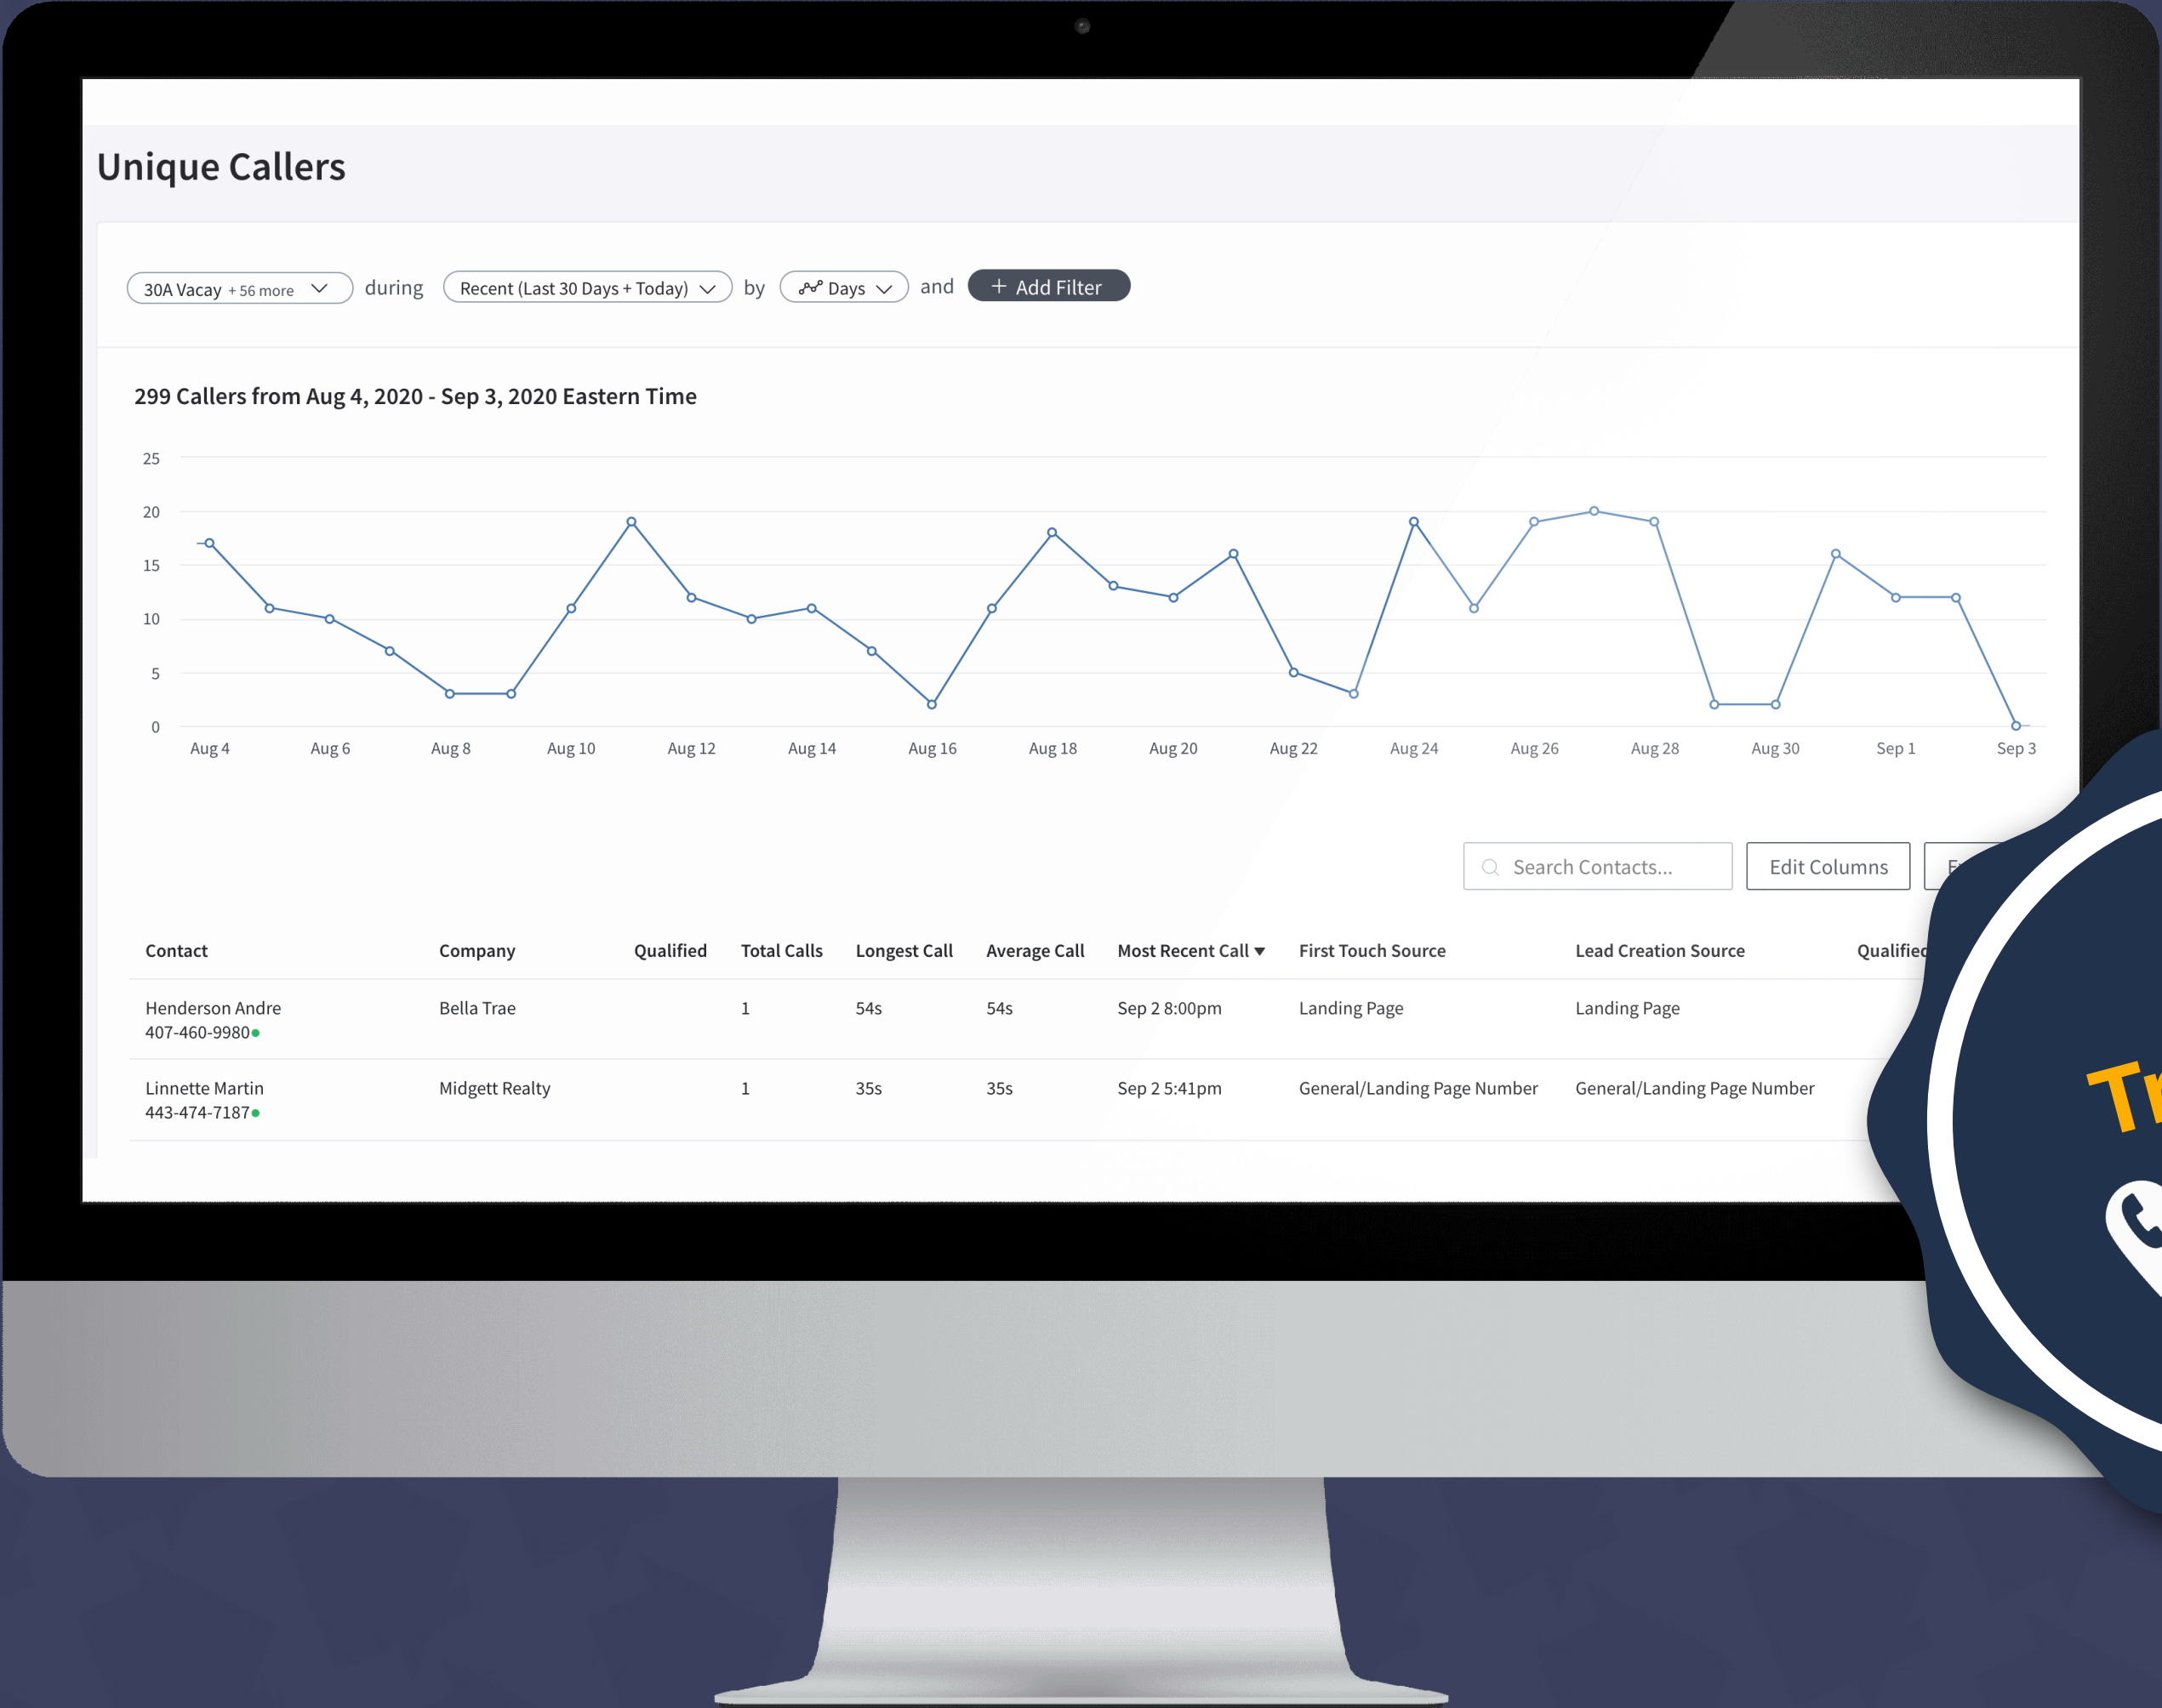 Unique Callers
30A Vacay + 56 more during Recent (Last 30 Days + Today) by Days and + Add Filter
299 Callers from Aug 4, 2020 - Sep 3, 2020 Eastern Time
25
20
15
10
5
0
Aug 4 Aug 6 Aug 8 Aug 10 Aug 12 Aug 14 Aug 16 Aug 18 Aug 20 Aug 22 Aug 24 Aug 26 Aug 28 Aug 30 Sep 1 Sep 3
Search Contacts... Edit Columns
Contact Company Qualified Total Calls Longest Call Average Call Most Recent Call ▼ First Touch Source Lead Creation Source Qualified
Henderson Andre Bella Trae 1 54s 54s Sep 2 8:00pm Landing Page Landing Page
407-460-9980
Linnette Martin Midgett Realty 1 35s 35s Sep 2 5:41pm General/Landing Page Number General/Landing Page Number
443-474-7187